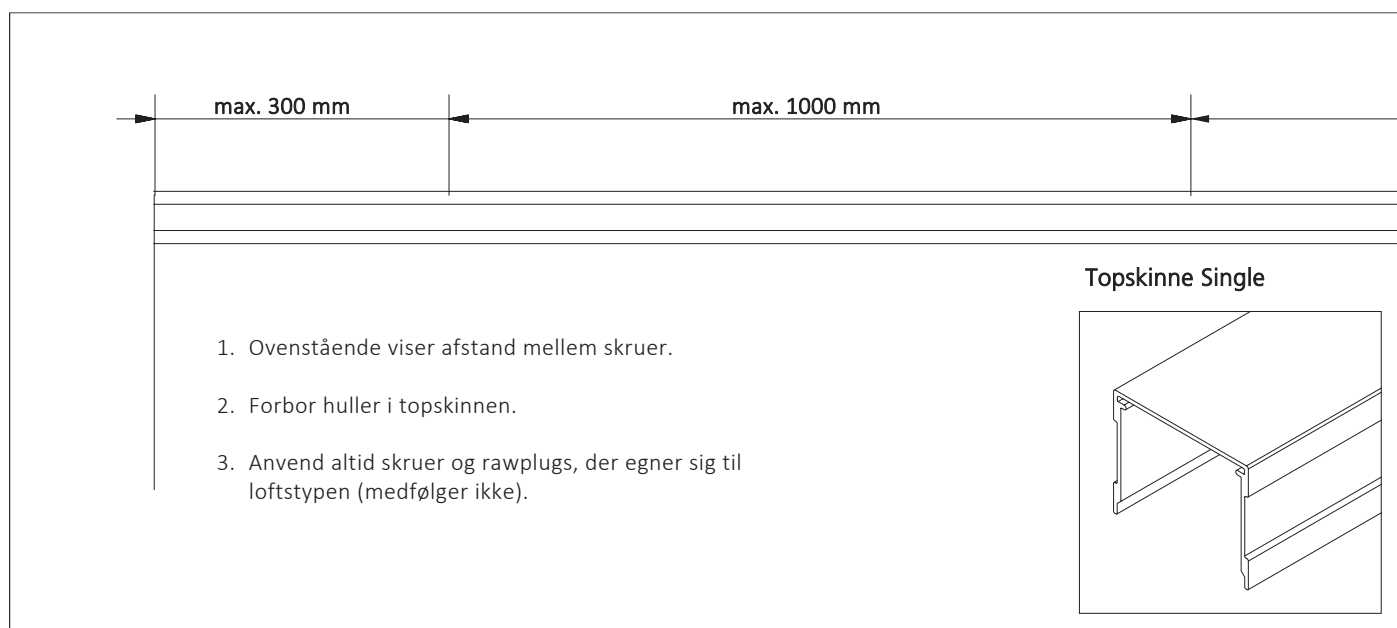 max. 300 mm
max. 1000 mm
Topskinne Single
1. Ovenstående viser afstand mellem skruer.
2. Forbor huller i topskinnen.
3. Anvend altid skruer og rawplugs, der egner sig til
loftstypen (medfølger ikke).